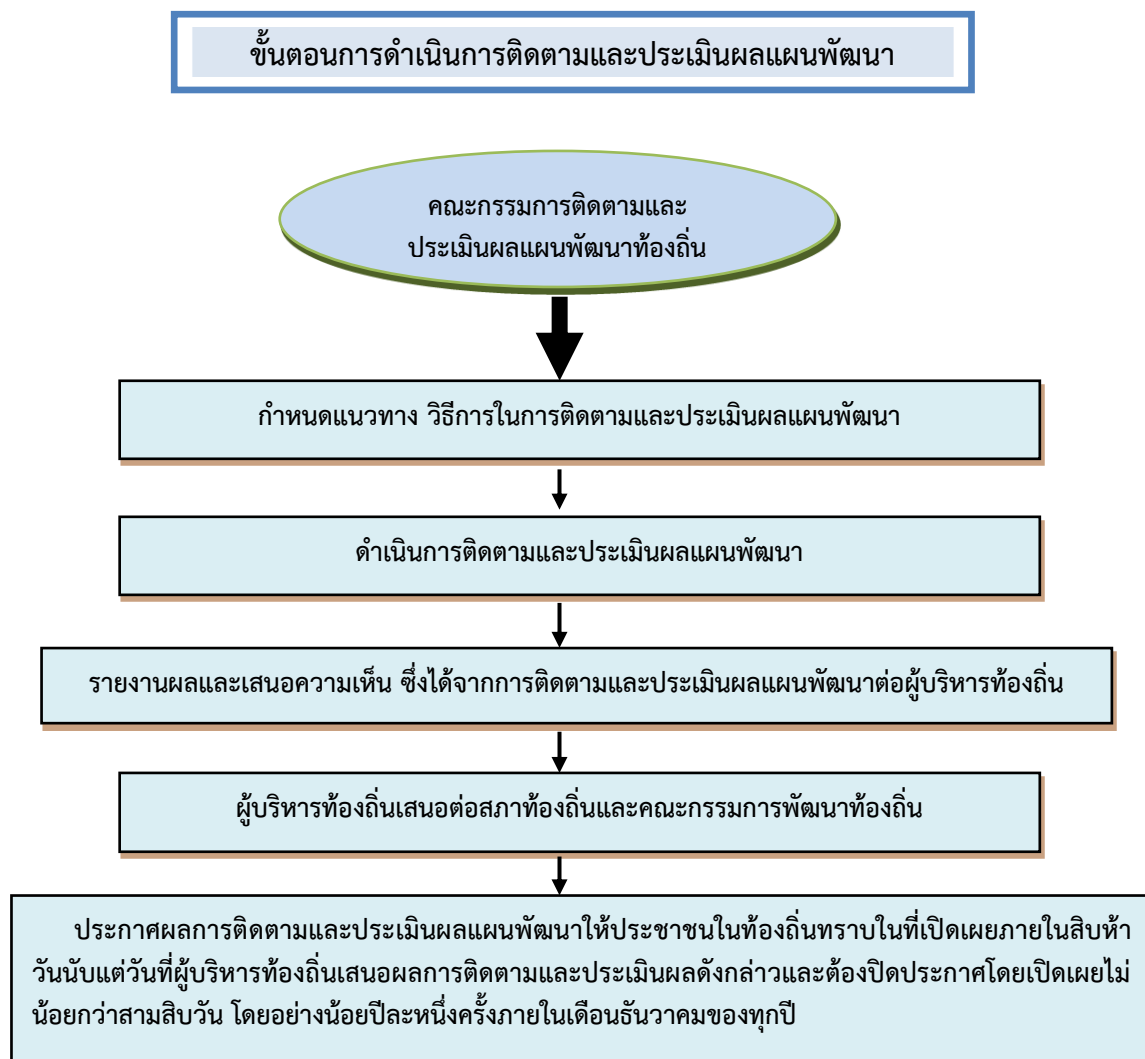 ขั้นตอนการดำเนินการติดตามและประเมินผลแผนพัฒนา
คณะกรรมการติดตามและ
ประเมินผลแผนพัฒนาท้องถิ่น
กำหนดแนวทาง วิธีการในการติดตามและประเมินผลแผนพัฒนา
ดำเนินการติดตามและประเมินผลแผนพัฒนา
รายงานผลและเสนอความเห็น ซึ่งได้จากการติดตามและประเมินผลแผนพัฒนาต่อผู้บริหารท้องถิ่น
ผู้บริหารท้องถิ่นเสนอต่อสภาท้องถิ่นและคณะกรรมการพัฒนาท้องถิ่น
ประกาศผลการติดตามและประเมินผลแผนพัฒนาให้ประชาชนในท้องถิ่นทราบในที่เปิดเผยภายในสิบห้า
วันนับแต่วันที่ผู้บริหารท้องถิ่นเสนอผลการติดตามและประเมินผลดังกล่าวและต้องปิดประกาศโดยเปิดเผยไม่
น้อยกว่าสามสิบวัน โดยอย่างน้อยปีละหนึ่งครั้งภายในเดือนธันวาคมของทุกปี